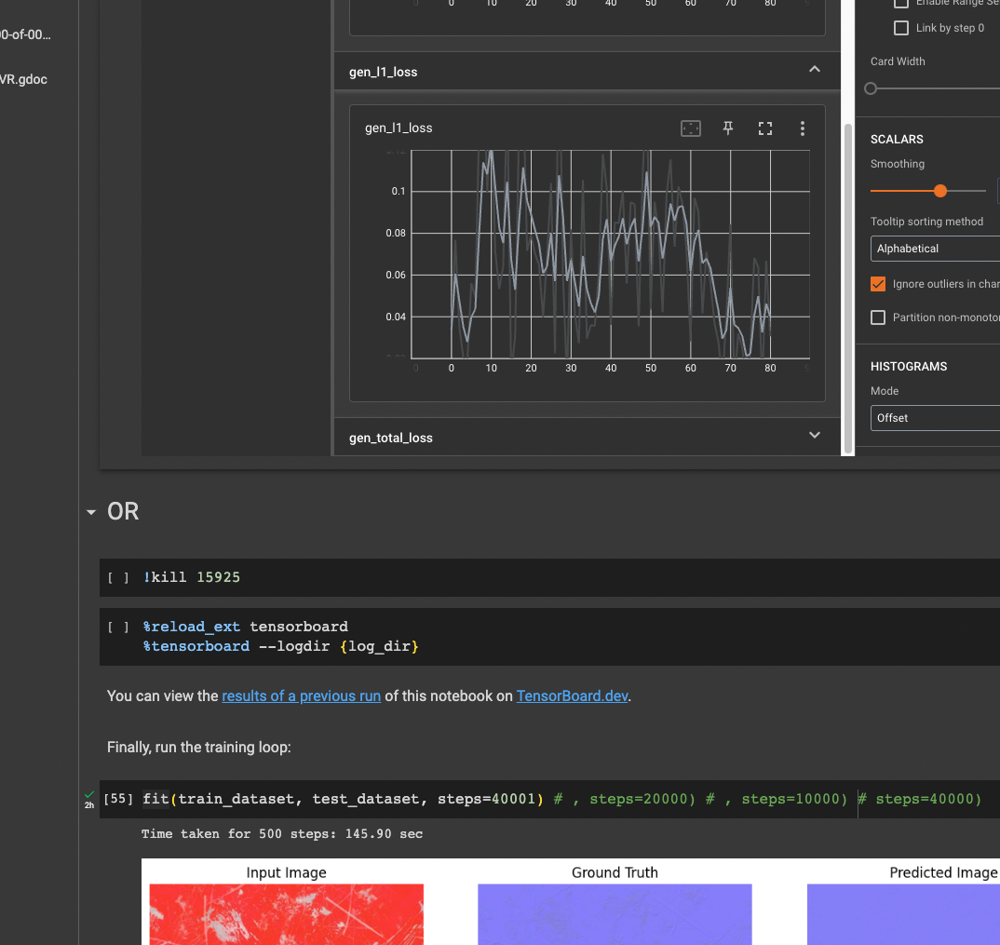 0 10 20 30 40 50 60 70 80
Enable Range Se
00-of-00...
Link by step 0
VR.gdoc
gen_l1_loss
Card Width
gen_l1_loss
SCALARS
Smoothing
0.1
0.08
0.06
0.04
0 0 10 20 30 40 50 60 70 80 9
Tooltip sorting method
Alphabetical
Ignore outliers in char
Partition non-monoton
HISTOGRAMS
Mode
Offset
gen_total_loss
OR
[ ] !kill 15925
[ ] %reload_ext tensorboard
%tensorboard --logdir {log_dir}
You can view the results of a previous run of this notebook on TensorBoard.dev.
Finally, run the training loop:
2h
[55] fit(train_dataset, test_dataset, steps=40001) # , steps=20000) # , steps=10000) # steps=40000)
Time taken for 500 steps: 145.90 sec
Input Image Ground Truth Predicted Image